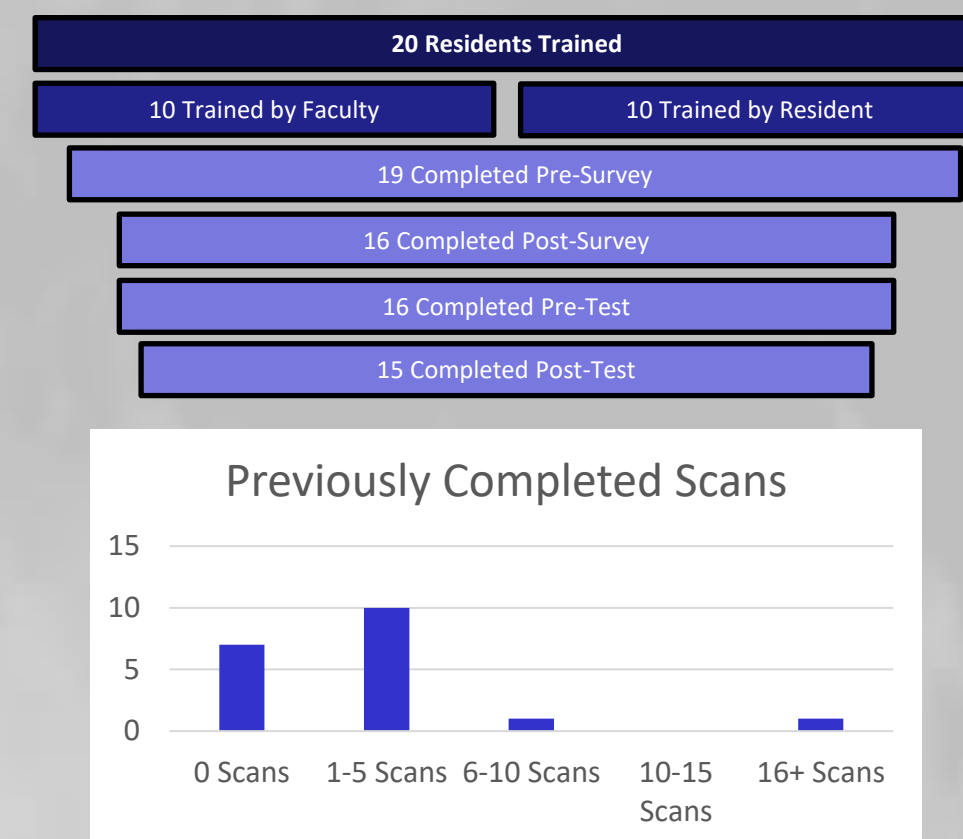 20 Residents Trained
10 Trained by Faculty
10 Trained by Resident
19 Completed Pre-Survey
16 Completed Post-Survey
16 Completed Pre-Test
15 Completed Post-Test
Previously Completed Scans
15
10
5
0
0 Scans
1-5 Scans
6-10 Scans
10-15
Scans
16+ Scans